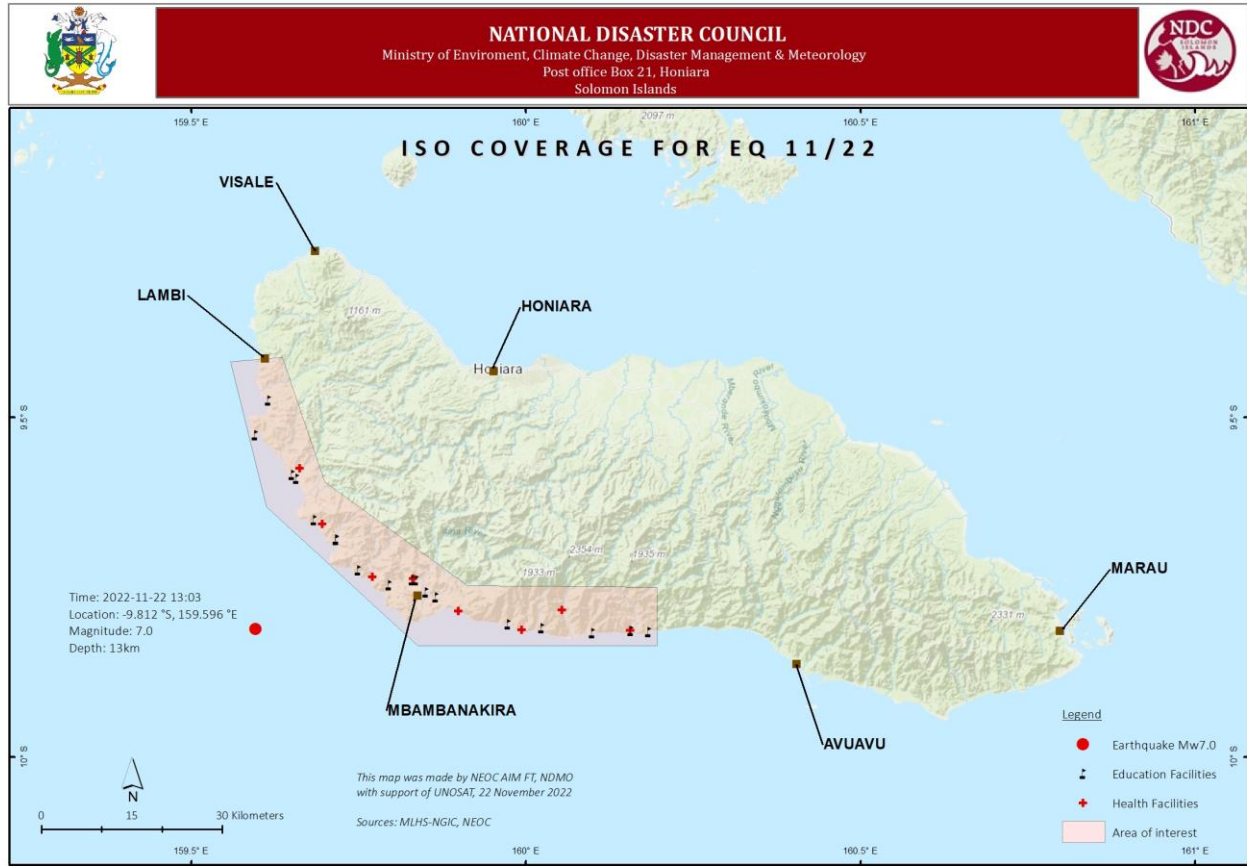 NATIONAL DISASTER COUNCIL
Ministry of Enviroment, Climate Change, Disaster Management & Meteorology
Post office Box 21, Honiara
Solomon Islands
NDC
SOLOMON
ISLANDS
159.5° E
160° E
160.5° E
161° E
2097 m
ISO COVERAGE FOR EQ 11/22
VISALE
LAMBI
HONIARA
1161 m
Honiara
9.5° S
9.5° S
2354 m
1935 m
1933 m
MARAU
2331 m
Time: 2022-11-22 13:03
Location: -9.812 °S, 159.596 °E
Magnitude: 7.0
Depth: 13km
MBAMBANAKIRA
AVUAVU
Legend
Earthquake Mw7.0
Education Facilities
Health Facilities
Area of interest
10° S
10° S
N
0 15 30 Kilometers
This map was made by NEOC AIM FT, NDMO
with support of UNOSAT, 22 November 2022
Sources: MLHS-NGIC, NEOC
159.5° E
160° E
160.5° E
161° E